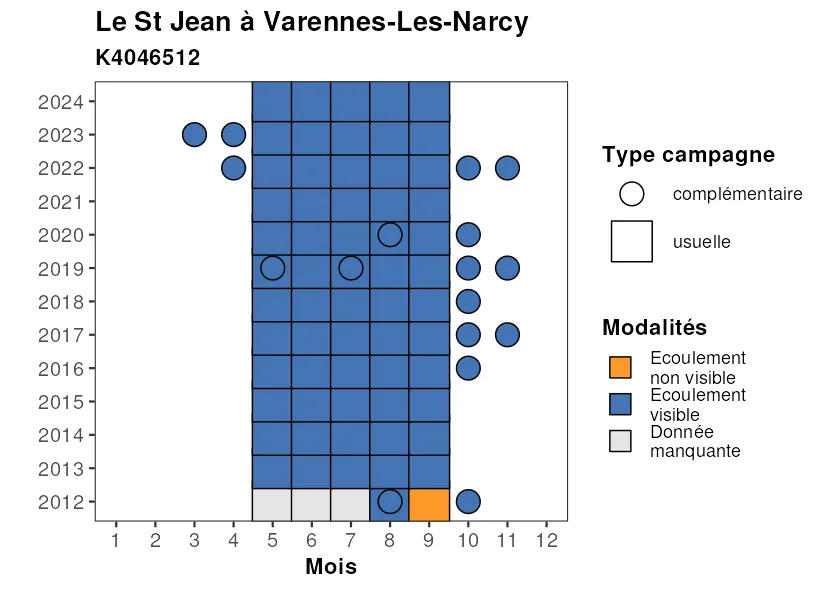 Le St Jean à Varennes-Les-Narcy
K4046512
2024
2023
2022
2021
2020
2019
2018
2017
2016
2015
2014
2013
2012
1 2 3 4 5 6 7 8 9 10 11 12
Mois
Type campagne
complémentaire
usuelle
Modalités
Ecoulement
non visible
Ecoulement
visible
Donnée
manquante